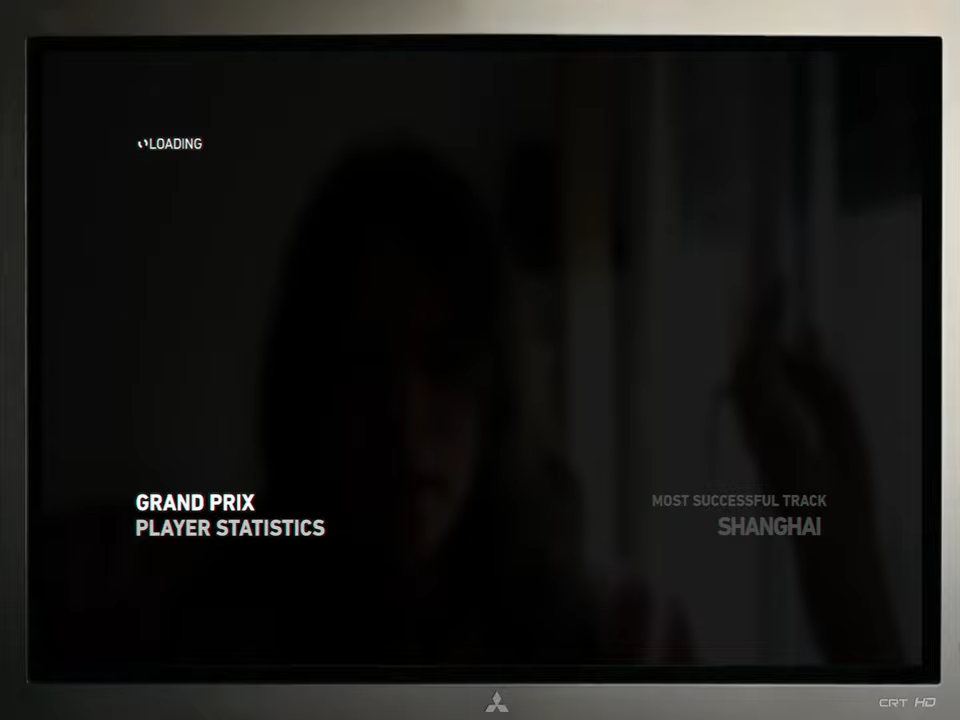 LOADING
GRAND PRIX
PLAYER STATISTICS
MOST SUCCESSFUL TRACK
SHANGHAI
CRT HD